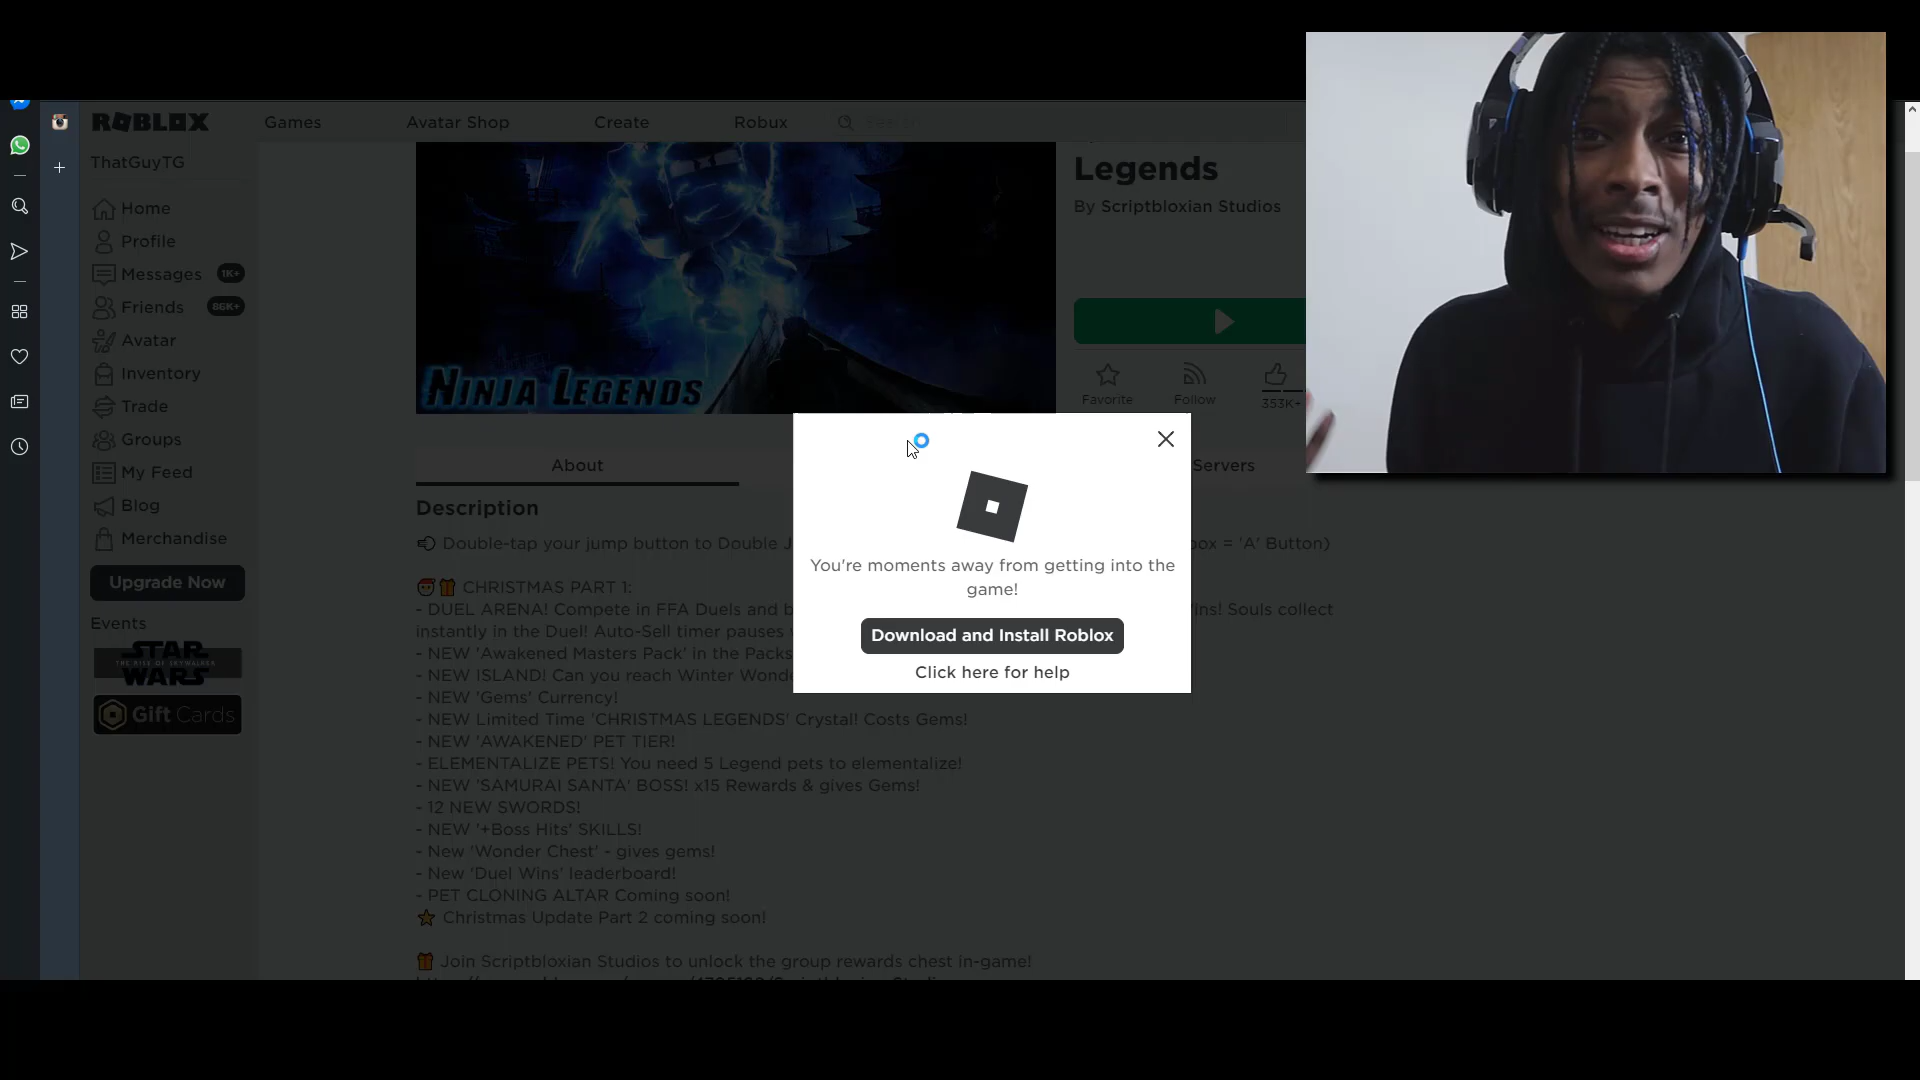 ROBLOX
Games
Avatar Shop
Create
Robux
Search
ThatGuyTG
Home
Profile
Messages 1K+
Friends 86K+
Avatar
Inventory
Trade
Groups
My Feed
Blog
Merchandise
Upgrade Now
Events
STAR
THE RISE OF SKYWALKER
WARS
Gift Cards
NINJA LEGENDS
Legends
By Scriptbloxian Studios
Favorite
Follow
353K+
About
Servers
Description
Double-tap your jump button to Double J
box = 'A' Button)
CHRISTMAS PART 1:
- DUEL ARENA! Compete in FFA Duels and b
ins! Souls collect
instantly in the Duel! Auto-Sell timer pauses
- NEW 'Awakened Masters Pack' in the Packs
- NEW ISLAND! Can you reach Winter Wond
- NEW 'Gems' Currency!
- NEW Limited Time 'CHRISTMAS LEGENDS' Crystal! Costs Gems!
- NEW 'AWAKENED' PET TIER!
- ELEMENTALIZE PETS! You need 5 Legend pets to elementalize!
- NEW 'SAMURAI SANTA' BOSS! x15 Rewards & gives Gems!
- 12 NEW SWORDS!
- NEW '+Boss Hits' SKILLS!
- New 'Wonder Chest' - gives gems!
- New 'Duel Wins' leaderboard!
- PET CLONING ALTAR Coming soon!
Christmas Update Part 2 coming soon!
Join Scriptbloxian Studios to unlock the group rewards chest in-game!
You're moments away from getting into the
game!
Download and Install Roblox
Click here for help